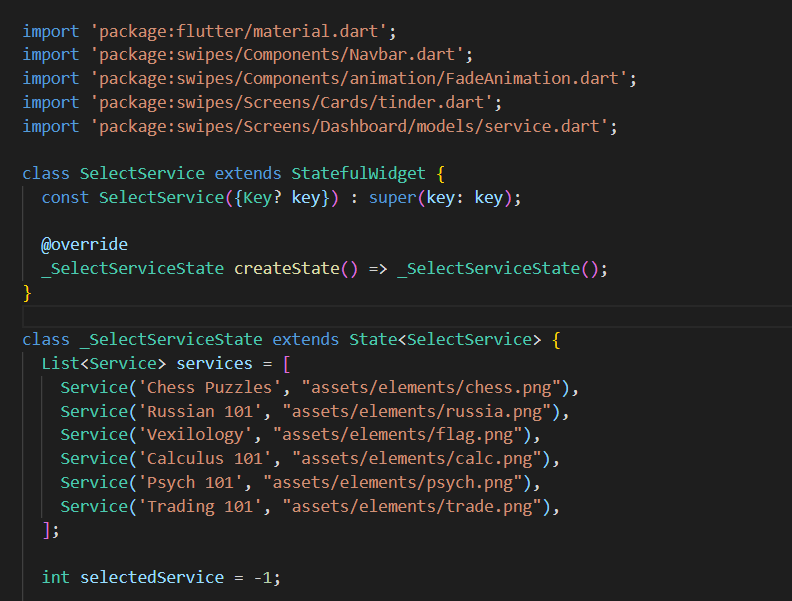 import 'package:flutter/material.dart';
import 'package:swipes/Components/Navbar.dart';
import 'package:swipes/Components/animation/FadeAnimation.dart';
import 'package:swipes/Screens/Cards/tinder.dart';
import 'package:swipes/Screens/Dashboard/models/service.dart';

class SelectService extends StatefulWidget {
  const SelectService({Key? key}) : super(key: key);

  @override
  _SelectServiceState createState() => _SelectServiceState();
}

class _SelectServiceState extends State<SelectService> {
  List<Service> services = [
    Service('Chess Puzzles', "assets/elements/chess.png"),
    Service('Russian 101', "assets/elements/russia.png"),
    Service('Vexilology', "assets/elements/flag.png"),
    Service('Calculus 101', "assets/elements/calc.png"),
    Service('Psych 101', "assets/elements/psych.png"),
    Service('Trading 101', "assets/elements/trade.png"),
  ];

  int selectedService = -1;